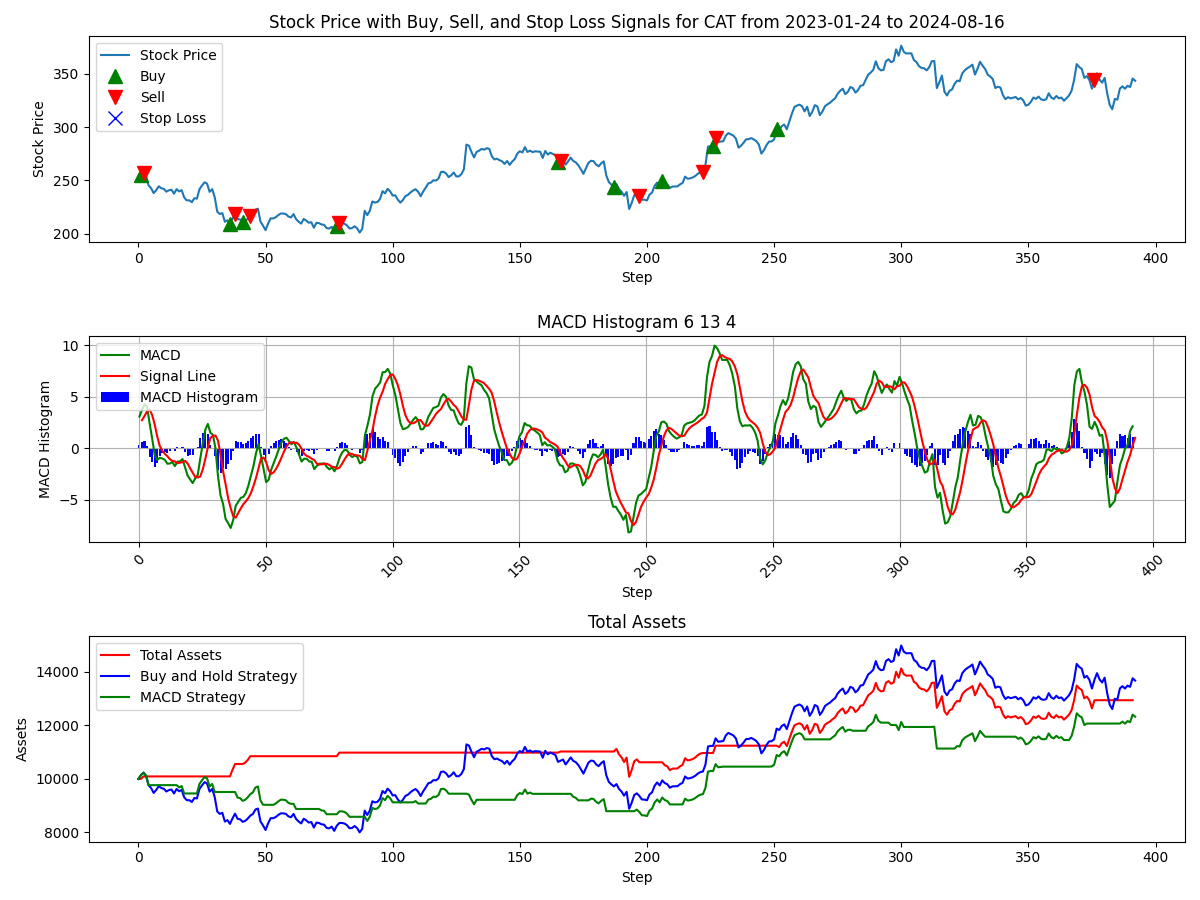 Stock Price with Buy, Sell, and Stop Loss Signals for CAT from 2023-01-24 to 2024-08-16
Stock Price
350
300
250
200
Stock Price
Buy
Sell
Stop Loss
0 50 100 150 200 250 300 350 400
Step
MACD Histogram 6 13 4
MACD Histogram
10
5
0
−5
MACD
Signal Line
MACD Histogram
0 50 100 150 200 250 300 350 400
Step
Total Assets
Assets
14000
12000
10000
8000
Total Assets
Buy and Hold Strategy
MACD Strategy
0 50 100 150 200 250 300 350 400
Step